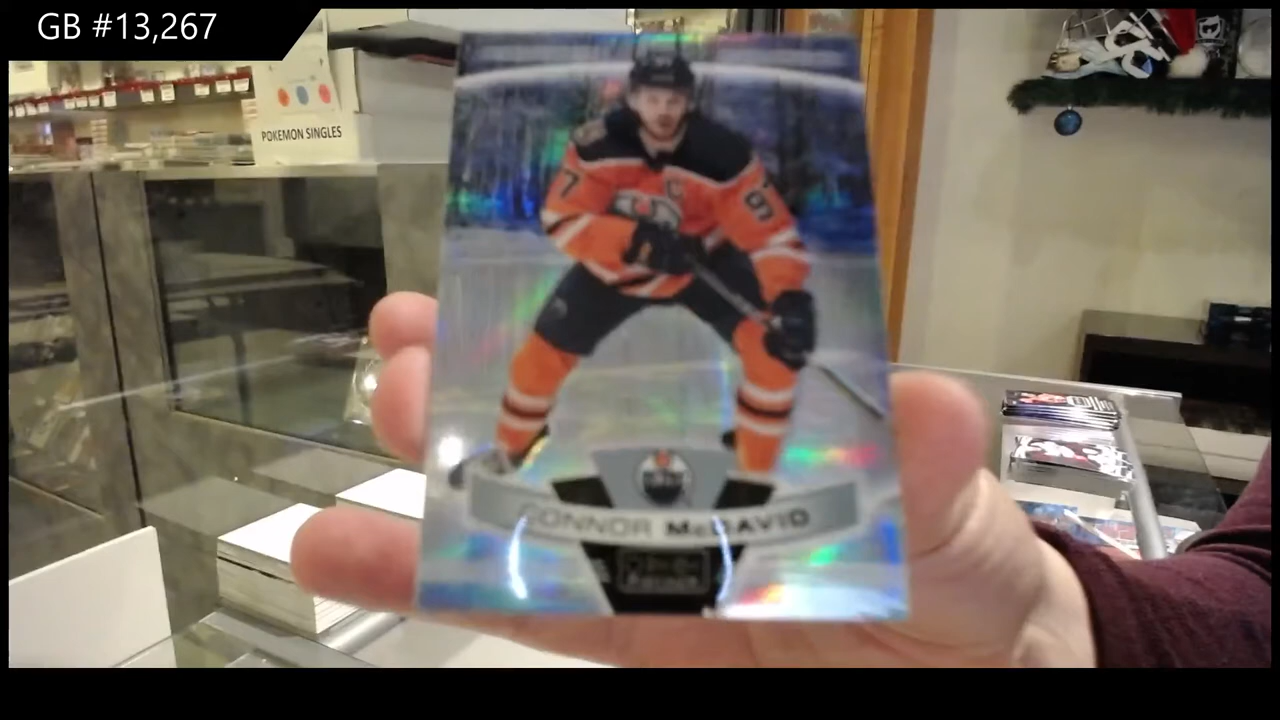 GB #13,267
POKEMON SINGLES
97
C
97
CONNOR McDAVID